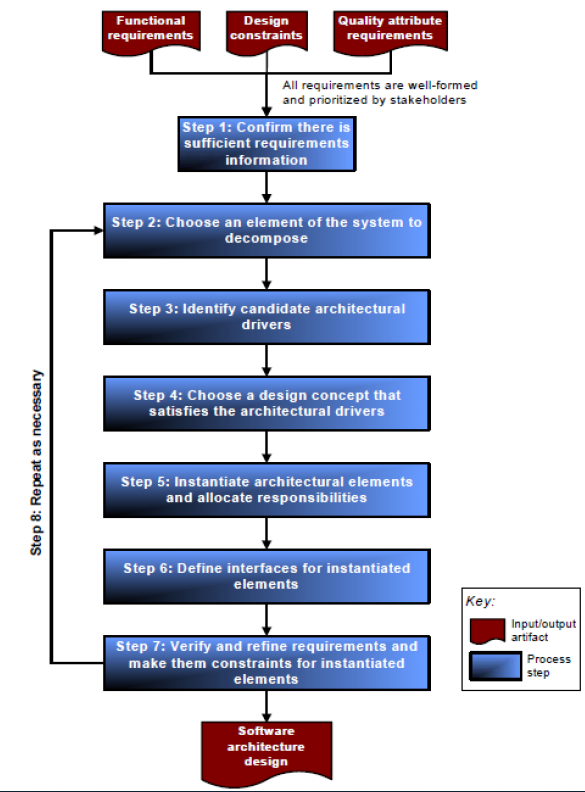 Functional
requirements
Design
constraints
Quality attribute
requirements
All requirements are well-formed
and prioritized by stakeholders
Step 1: Confirm there is
sufficient requirements
information
Step 2: Choose an element of the system to
decompose
Step 3: Identify candidate architectural
drivers
Step 4: Choose a design concept that
satisfies the architectural drivers
Step 5: Instantiate architectural elements
and allocate responsibilities
Step 6: Define interfaces for instantiated
elements
Step 7: Verify and refine requirements and
make them constraints for instantiated
elements
Step 8: Repeat as necessary
Software
architecture
design
Key:
Input/output
artifact
Process
step